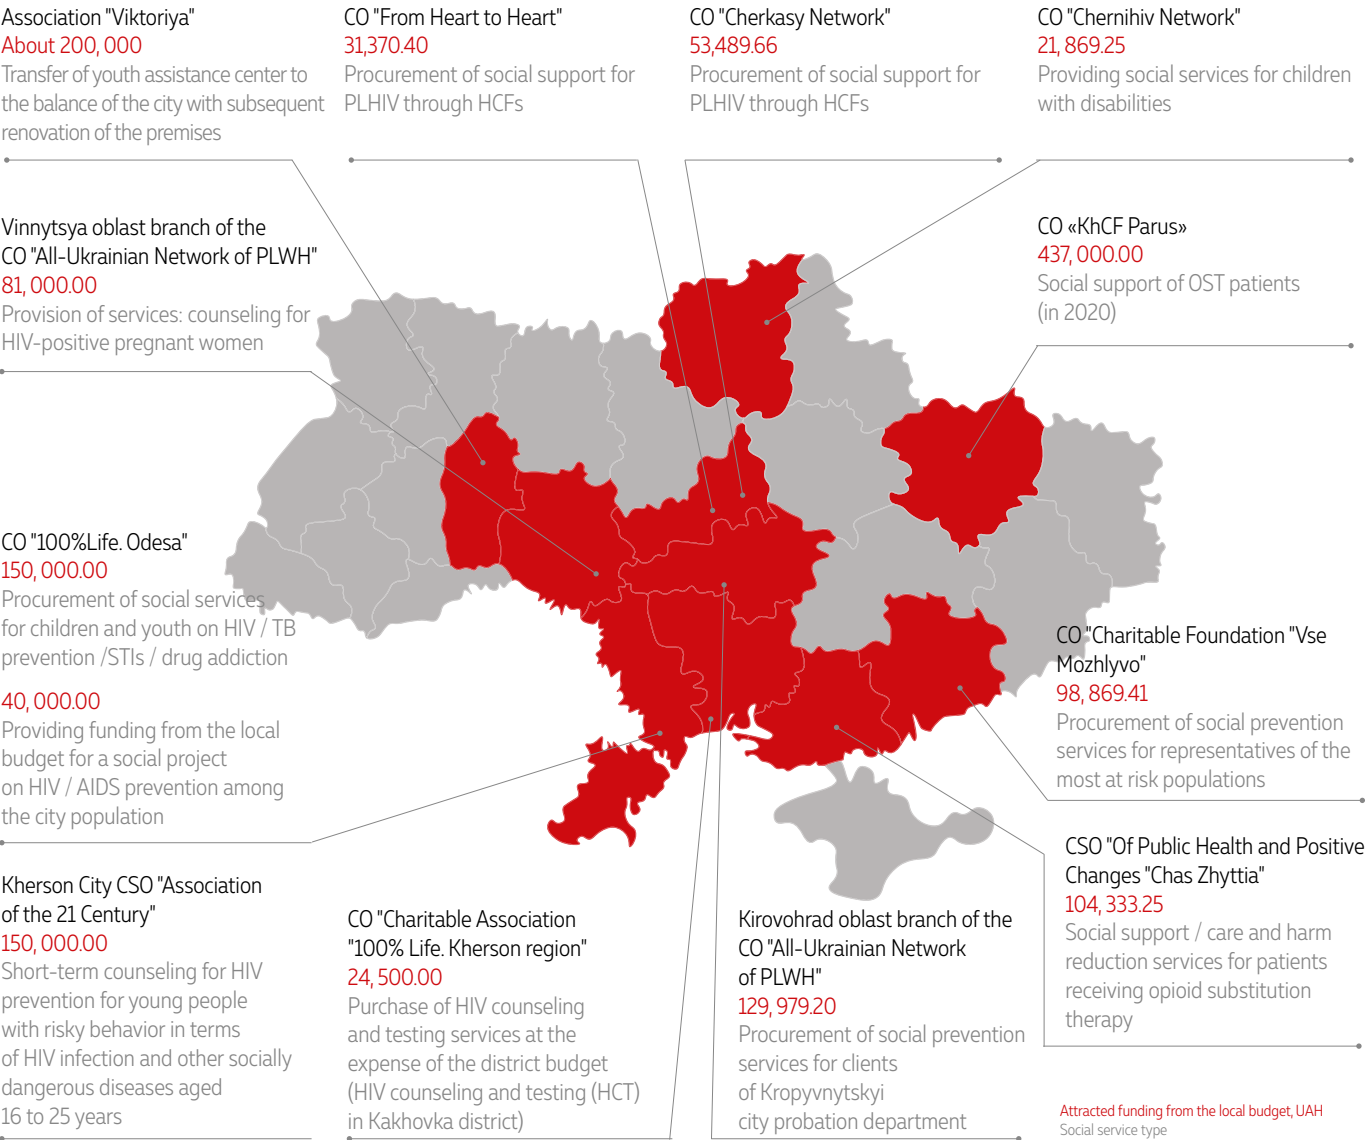 Association "Viktoriya"
About 200, 000
Transfer of youth assistance center to
the balance of the city with subsequent
renovation of the premises
CO "From Heart to Heart"
31,370.40
Procurement of social support for
PLHIV through HCFs
CO "Cherkasy Network"
53,489.66
Procurement of social support for
PLHIV through HCFs
CO "Chernihiv Network"
21, 869.25
Providing social services for children
with disabilities
Vinnytsya oblast branch of the
CO "All-Ukrainian Network of PLWH"
81, 000.00
Provision of services: counseling for
HIV-positive pregnant women
CO «KhCF Parus»
437, 000.00
Social support of OST patients
(in 2020)
CO "100%Life. Odesa"
150, 000.00
Procurement of social services
for children and youth on HIV / TB
prevention /STIs / drug addiction
40, 000.00
Providing funding from the local
budget for a social project
on HIV / AIDS prevention among
the city population
CO "Charitable Foundation "Vse
Mozhlyvo"
98, 869.41
Procurement of social prevention
services for representatives of the
most at risk populations
Kherson City CSO "Association
of the 21 Century"
150, 000.00
Short-term counseling for HIV
prevention for young people
with risky behavior in terms
of HIV infection and other socially
dangerous diseases aged
16 to 25 years
CO "Charitable Association
"100% Life. Kherson region"
24, 500.00
Purchase of HIV counseling
and testing services at the
expense of the district budget
(HIV counseling and testing (HCT)
in Kakhovka district)
Kirovohrad oblast branch of the
CO "All-Ukrainian Network
of PLWH"
129, 979.20
Procurement of social prevention
services for clients
of Kropyvnytskyi
city probation department
CSO "Of Public Health and Positive
Changes "Chas Zhyttia"
104, 333.25
Social support / care and harm
reduction services for patients
receiving opioid substitution
therapy
Attracted funding from the local budget, UAH
Social service type